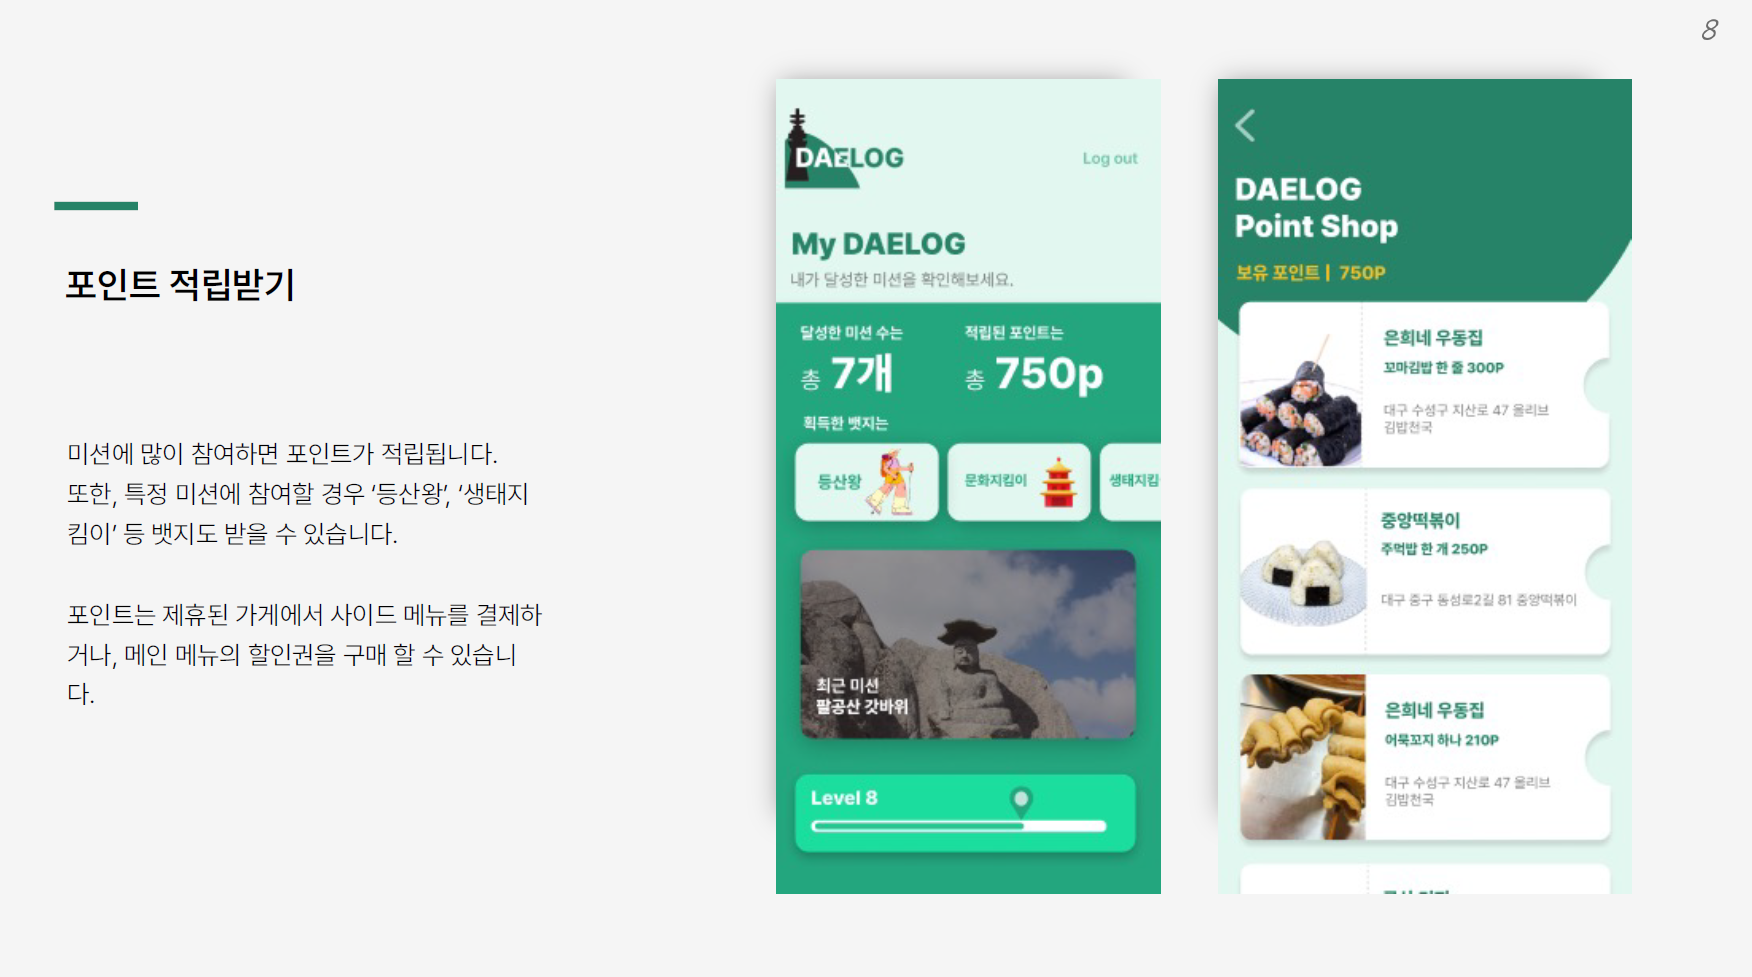 8
포인트 적립받기
미션에 많이 참여하면 포인트가 적립됩니다.
또한, 특정 미션에 참여할 경우 ‘등산왕’, ‘생태지
킴이’ 등 뱃지도 받을 수 있습니다.
포인트는 제휴된 가게에서 사이드 메뉴를 결제하
거나, 메인 메뉴의 할인권을 구매 할 수 있습니
다.
DAELOG
Log out
My DAELOG
내가 달성한 미션을 확인해보세요.
달성한 미션 수는
총 7개
적립된 포인트는
총 750p
획득한 뱃지는
등산왕
문화지킴이
생태지킴
최근 미션
팔공산 갓바위
Level 8
DAELOG
Point Shop
보유 포인트 | 750P
은희네 우동집
꼬마김밥 한 줄 300P
대구 수성구 지산로 47 올리브
김밥천국
중앙떡볶이
주먹밥 한 개 250P
대구 중구 동성로2길 81 중앙떡볶이
은희네 우동집
어묵꼬지 하나 210P
대구 수성구 지산로 47 올리브
김밥천국